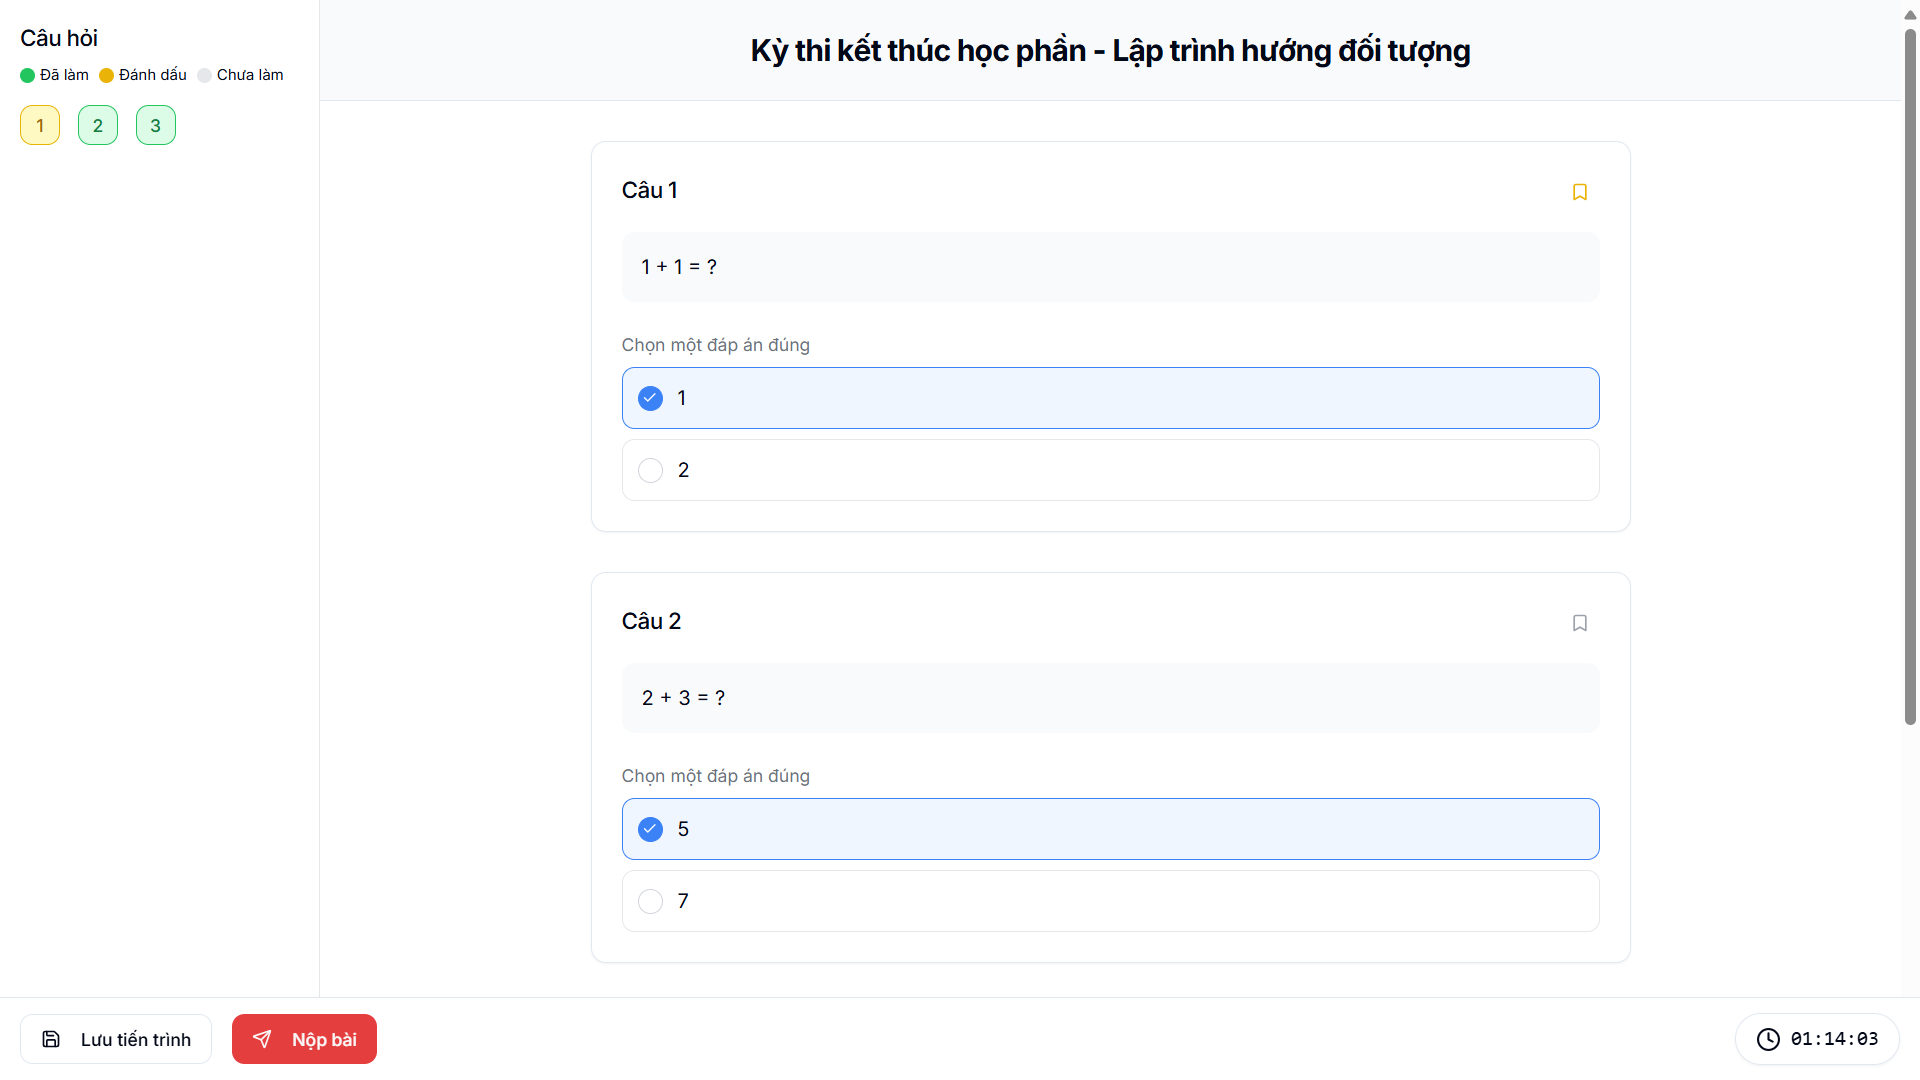 Câu hỏi
Đã làm Đánh dấu Chưa làm
1 2 3
Kỳ thi kết thúc học phần - Lập trình hướng đối tượng
Câu 1
1 + 1 = ?
Chọn một đáp án đúng
1
2
Câu 2
2 + 3 = ?
Chọn một đáp án đúng
5
7
Lưu tiến trình Nộp bài 01:14:03